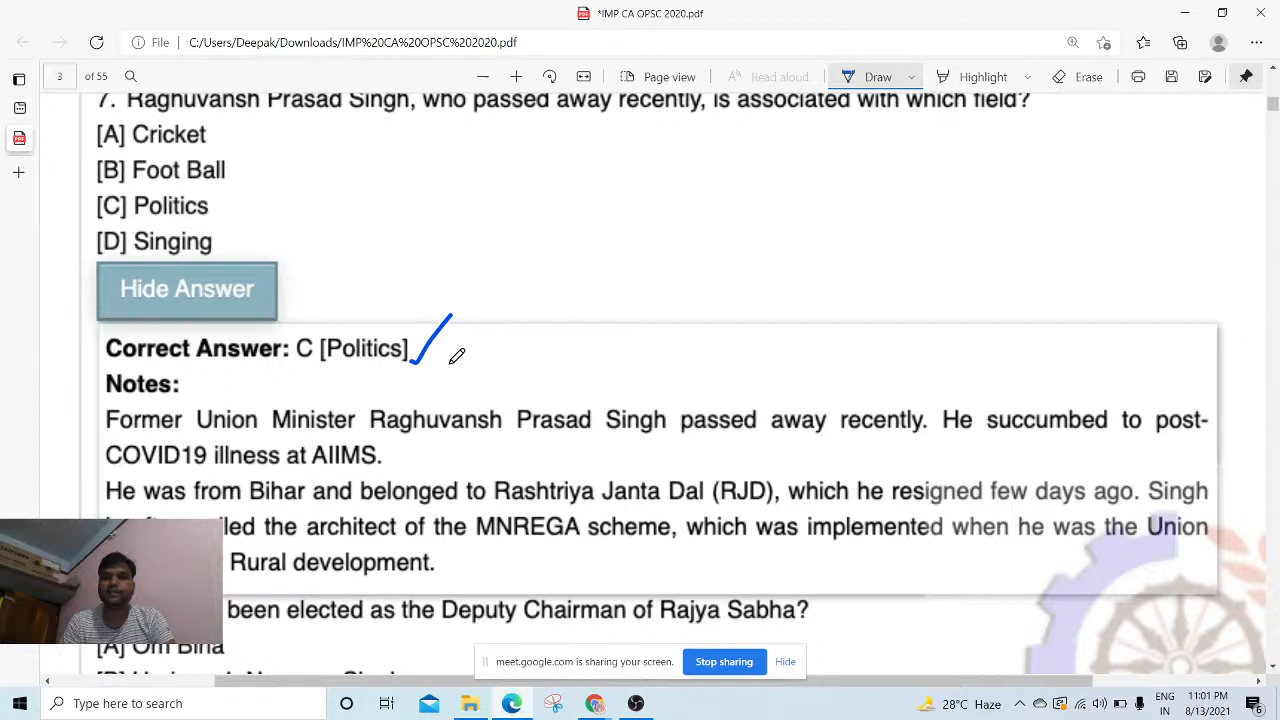 *IMP CA OPSC 2020.pdf
File C:/Users/Deepak/Downloads/IMP%20CA%20OPSC%202020.pdf
3 of 55 Page view Read aloud Draw Highlight Erase
7. Raghuvansh Prasad Singh, who passed away recently, is associated with which field?
[A] Cricket
[B] Foot Ball
[C] Politics
[D] Singing
Hide Answer
Correct Answer: C [Politics]
Notes:
Former Union Minister Raghuvansh Prasad Singh passed away recently. He succumbed to post-
COVID19 illness at AIIMS.
He was from Bihar and belonged to Rashtriya Janta Dal (RJD), which he resigned few days ago. Singh
the architect of the MNREGA scheme, which was implemented when he was the Union
Rural development.
been elected as the Deputy Chairman of Rajya Sabha?
[A] Om Birla
meet.google.com is sharing your screen. Stop sharing Hide
Type here to search
28°C Haze
ENG
IN
11:01 PM
8/13/2021
6